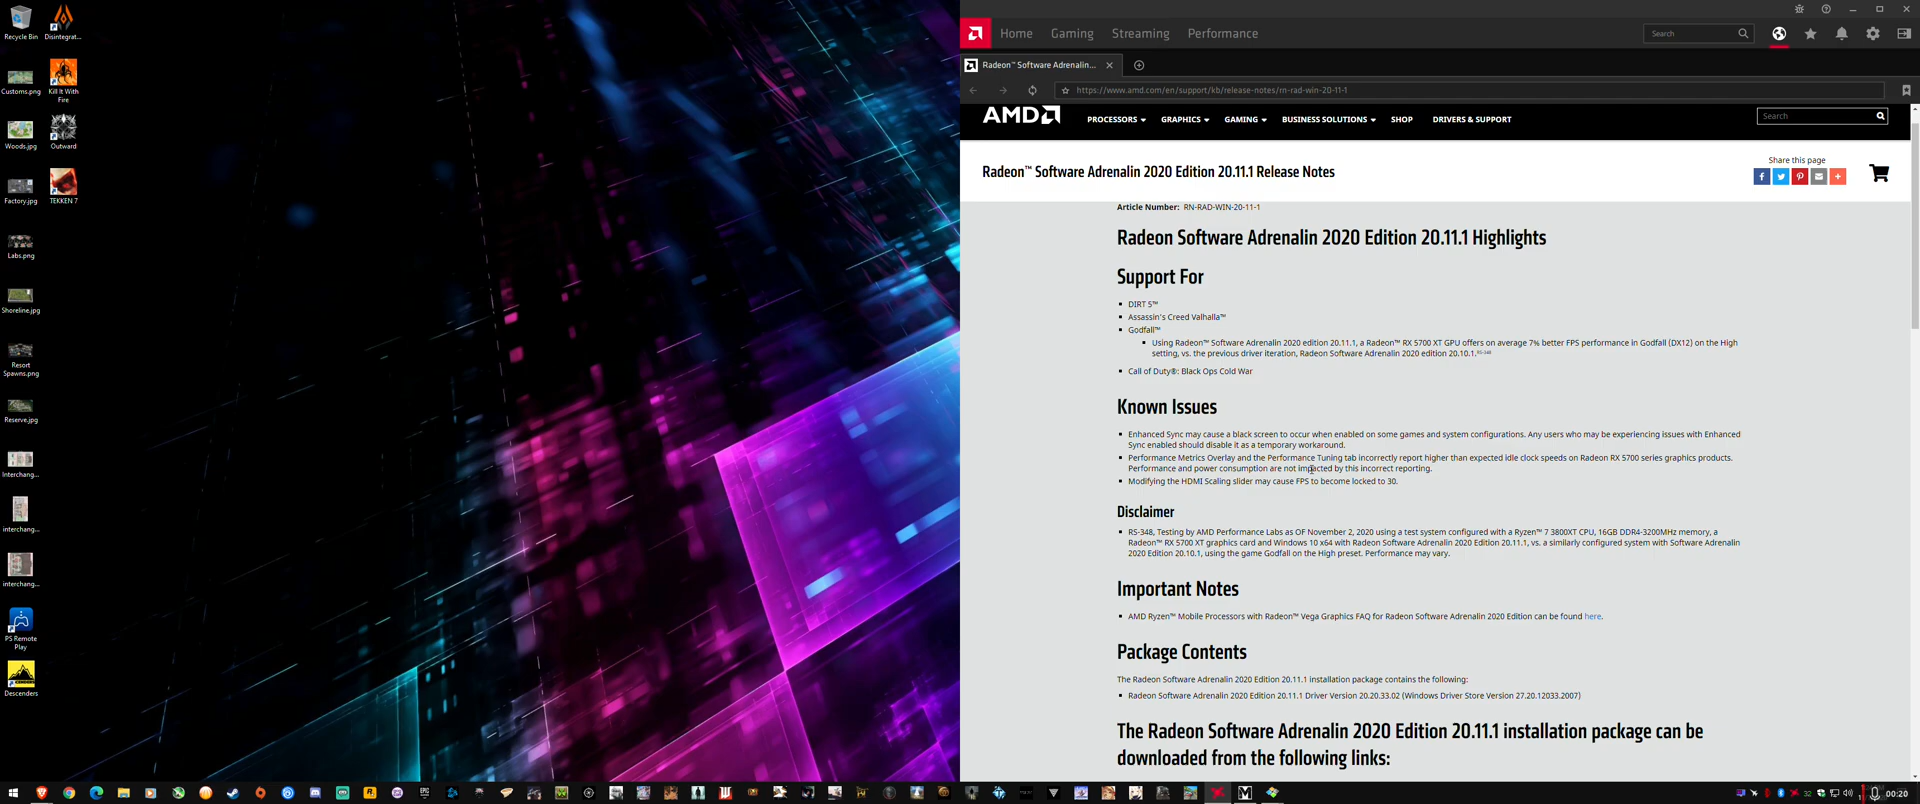 Recycle Bin
Disintegrat...
Customs.png
Kill It With
Fire
Woods.jpg
Outward
Factory.jpg
TEKKEN 7
Labs.png
Shoreline.jpg
Resort
Spawns.png
Reserve.jpg
Interchang...
interchang...
interchang...
PS Remote
Play
Descenders
Home
Gaming
Streaming
Performance
Search
Radeon™ Software Adrenalin...
https://www.amd.com/en/support/kb/release-notes/rn-rad-win-20-11-1
AMD
PROCESSORS
GRAPHICS
GAMING
BUSINESS SOLUTIONS
SHOP
DRIVERS & SUPPORT
Search
Radeon™ Software Adrenalin 2020 Edition 20.11.1 Release Notes
Share this page
Article Number: RN-RAD-WIN-20-11-1
Radeon Software Adrenalin 2020 Edition 20.11.1 Highlights
Support For
DIRT 5™
Assassin's Creed Valhalla™
Godfall™
Using Radeon™ Software Adrenalin 2020 edition 20.11.1, a Radeon™ RX 5700 XT GPU offers on average 7% better FPS performance in Godfall (DX12) on the High
setting, vs. the previous driver iteration, Radeon Software Adrenalin 2020 edition 20.10.1.RS-348
Call of Duty®: Black Ops Cold War
Known Issues
Enhanced Sync may cause a black screen to occur when enabled on some games and system configurations. Any users who may be experiencing issues with Enhanced
Sync enabled should disable it as a temporary workaround.
Performance Metrics Overlay and the Performance Tuning tab incorrectly report higher than expected idle clock speeds on Radeon RX 5700 series graphics products.
Performance and power consumption are not impacted by this incorrect reporting.
Modifying the HDMI Scaling slider may cause FPS to become locked to 30.
Disclaimer
RS-348, Testing by AMD Performance Labs as OF November 2, 2020 using a test system configured with a Ryzen™ 7 3800XT CPU, 16GB DDR4-3200MHz memory, a
Radeon™ RX 5700 XT graphics card and Windows 10 x64 with Radeon Software Adrenalin 2020 Edition 20.11.1, vs. a similarly configured system with Software Adrenalin
2020 Edition 20.10.1, using the game Godfall on the High preset. Performance may vary.
Important Notes
AMD Ryzen™ Mobile Processors with Radeon™ Vega Graphics FAQ for Radeon Software Adrenalin 2020 Edition can be found here.
Package Contents
The Radeon Software Adrenalin 2020 Edition 20.11.1 installation package contains the following:
Radeon Software Adrenalin 2020 Edition 20.11.1 Driver Version 20.20.33.02 (Windows Driver Store Version 27.20.12033.2007)
The Radeon Software Adrenalin 2020 Edition 20.11.1 installation package can be
downloaded from the following links:
EPIC
32
00:20